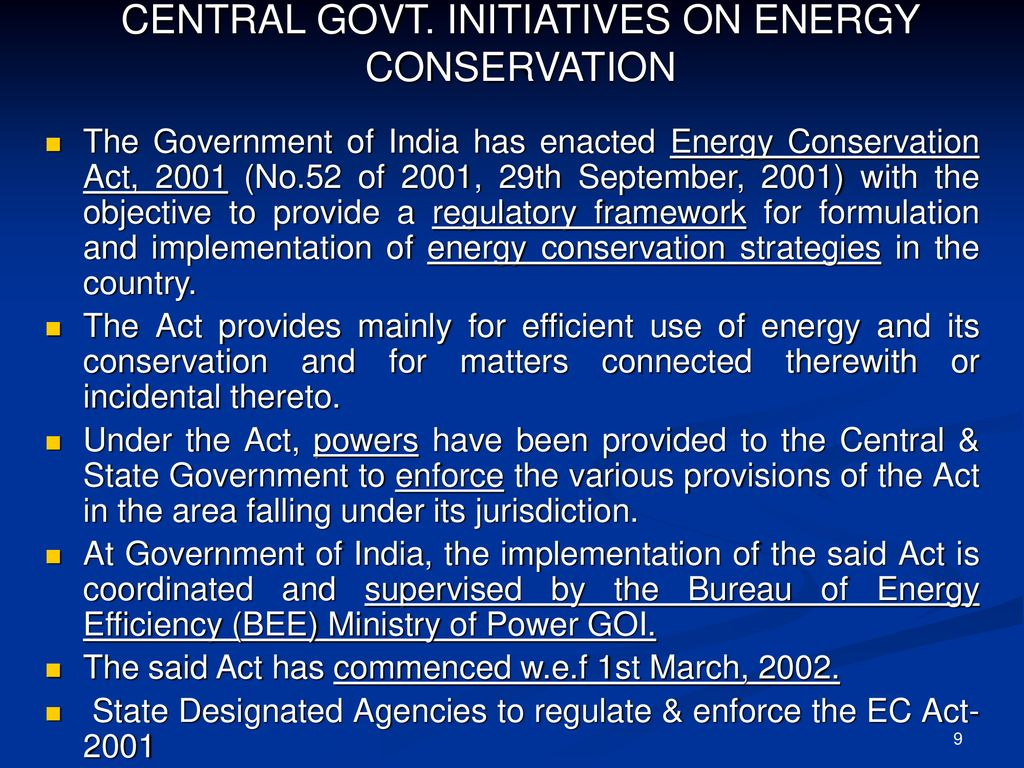 CENTRAL GOVT. INITIATIVES ON ENERGY
CONSERVATION
The Government of India has enacted Energy Conservation
Act, 2001 (No.52 of 2001, 29th September, 2001) with the
objective to provide a regulatory framework for formulation
and implementation of energy conservation strategies in the
country.
The Act provides mainly for efficient use of energy and its
conservation and for matters connected therewith or
incidental thereto.
Under the Act, powers have been provided to the Central &
State Government to enforce the various provisions of the Act
in the area falling under its jurisdiction.
At Government of India, the implementation of the said Act is
coordinated and supervised by the Bureau of Energy
Efficiency (BEE) Ministry of Power GOI.
The said Act has commenced w.e.f 1st March, 2002.
State Designated Agencies to regulate & enforce the EC Act-
2001
9